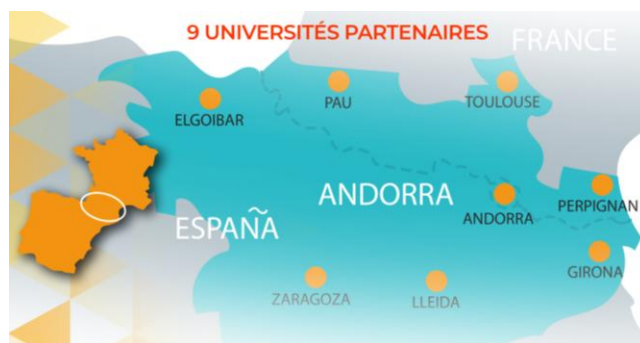 9 UNIVERSITÉS PARTENAIRES
FRANCE
ELGOIBAR
PAU
TOULOUSE
ANDORRA
ANDORRA
PERPIGNAN
ESPAÑA
GIRONA
ZARAGOZA
LLEIDA